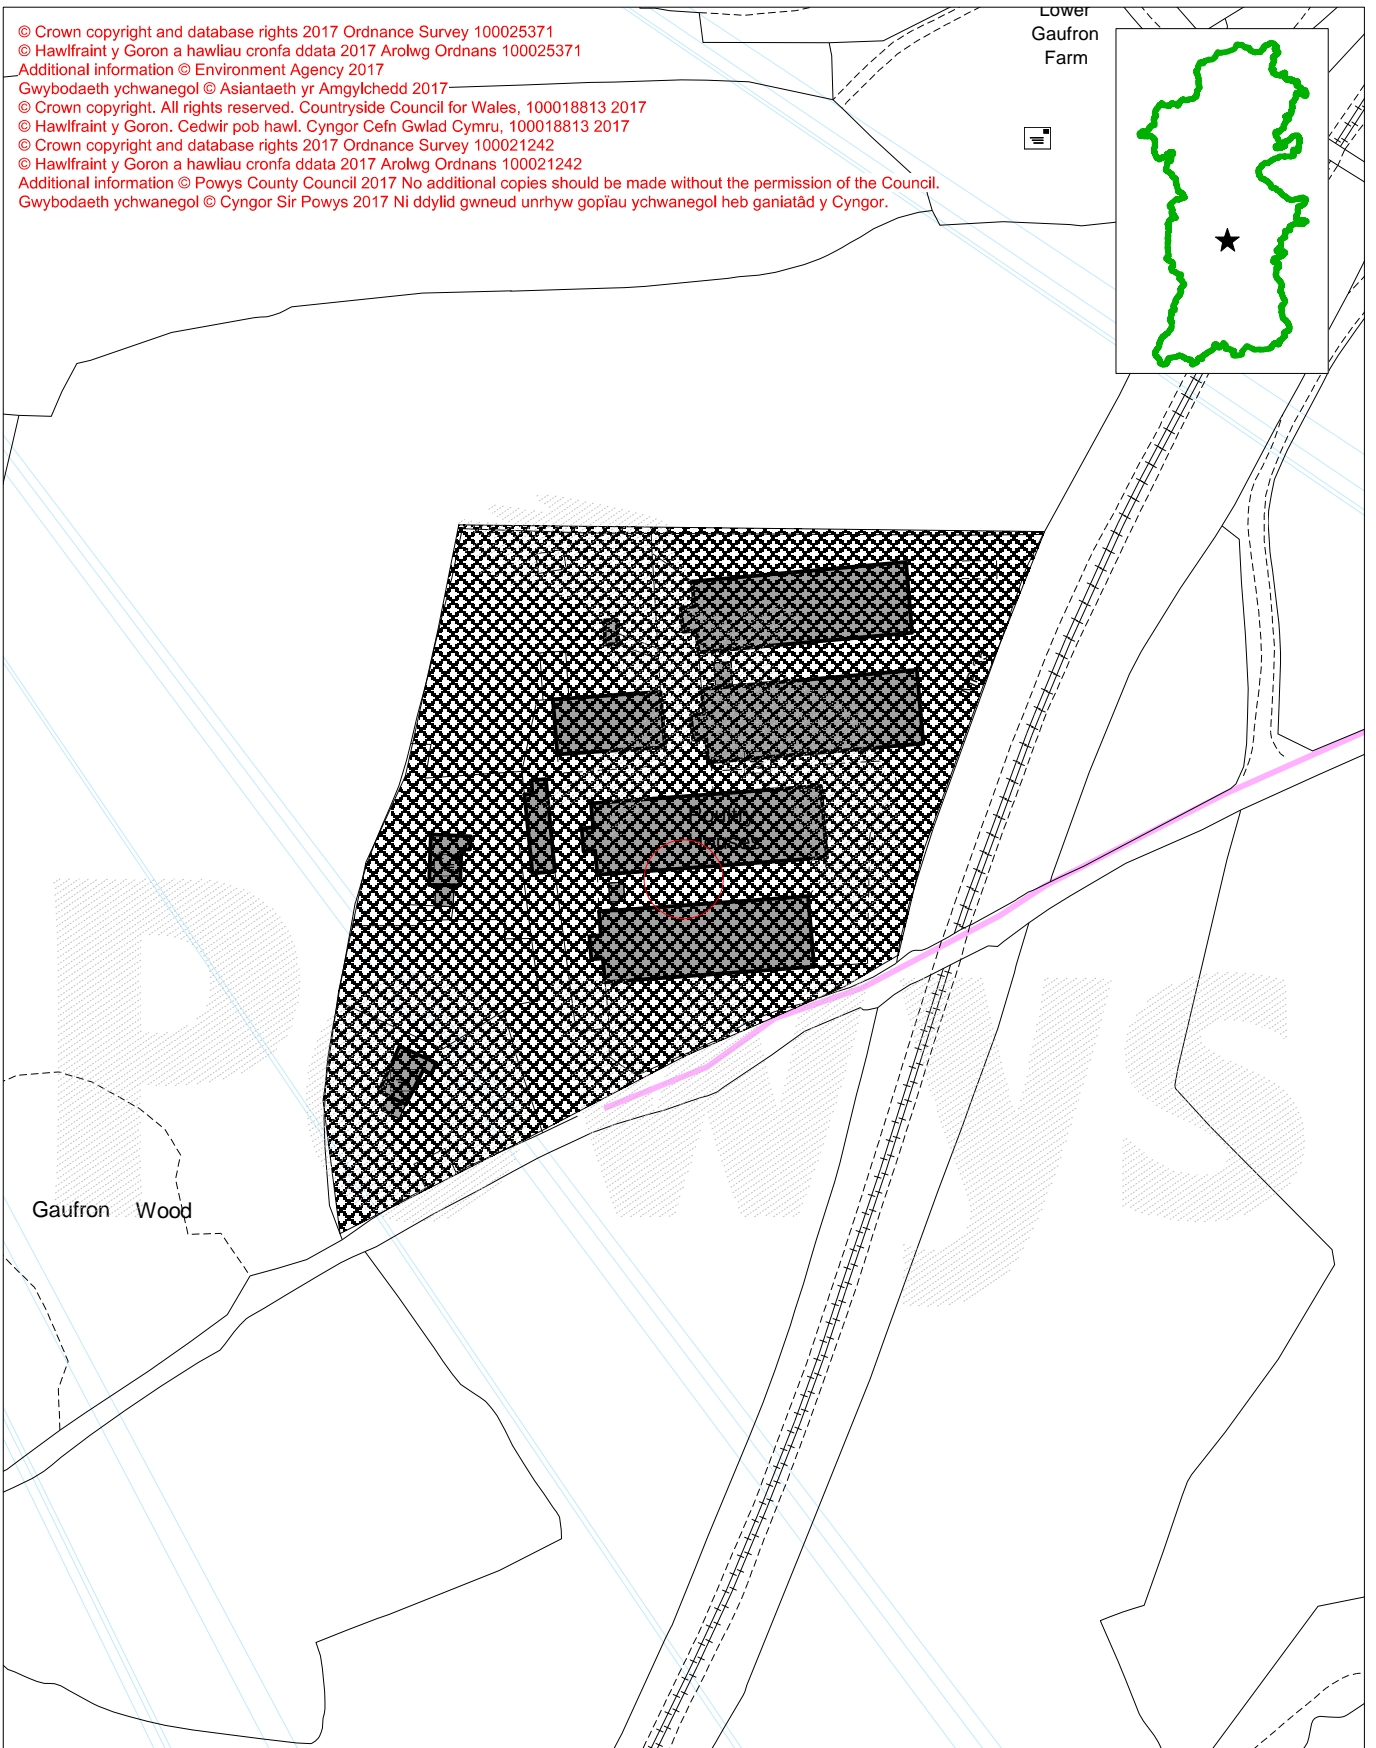 © Crown copyright and database rights 2017 Ordnance Survey 100025371
© Hawlfraint y Goron a hawliau cronfa ddata 2017 Arolwg Ordnans 100025371
Additional information © Environment Agency 2017
Gwybodaeth ychwanegol © Asiantaeth yr Amgylchedd 2017
© Crown copyright. All rights reserved. Countryside Council for Wales, 100018813 2017
© Hawlfraint y Goron. Cedwir pob hawl. Cyngor Cefn Gwlad Cymru, 100018813 2017
© Crown copyright and database rights 2017 Ordnance Survey 100021242
© Hawlfraint y Goron a hawliau cronfa ddata 2017 Arolwg Ordnans 100021242
Additional information © Powys County Council 2017 No additional copies should be made without the permission of the Council.
Gwybodaeth ychwanegol © Cyngor Sir Powys 2017 Ni ddylid gwneud unrhyw gopïau ychwanegol heb ganiatâd y Cyngor.
Lower
Gaufron
Farm
Poultry
Houses
Powys
Gaufron Wood